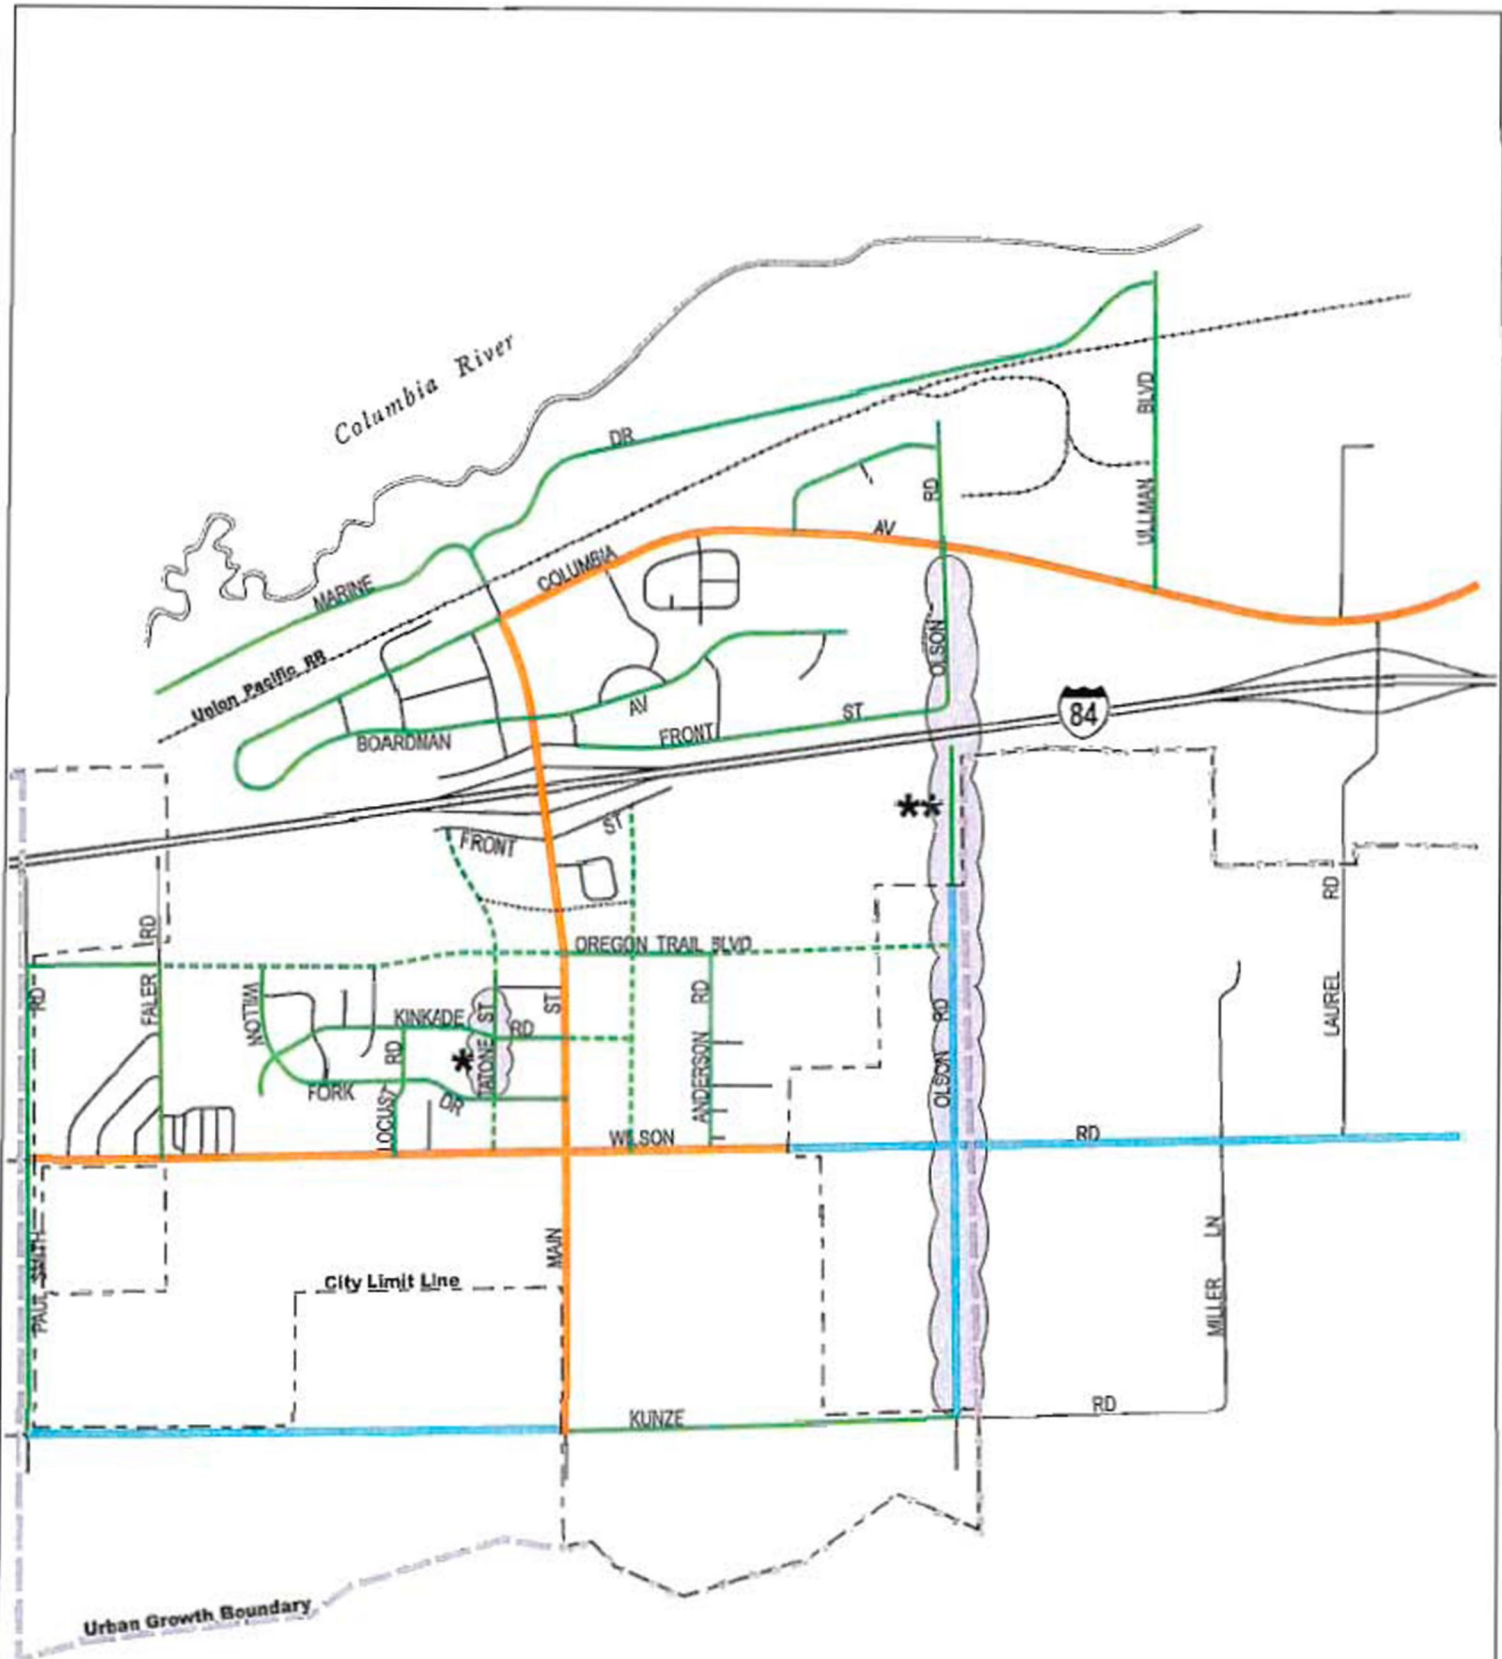 Columbia River
DR
BLVD
RD
ULLMAN
AV
COLUMBIA
MARINE
OLSON
Union Pacific RR
84
AV
ST
FRONT
BOARDMAN
**
ST
FRONT
RD
RD
OREGON TRAIL BLVD
RD
FALER
WILLOW
RD
LAUREL
KINKADE
ST
RD
ST
RD
RD
*
TATONE
ANDERSON
OLSON
FORK
DR
LOCUST
WILSON
RD
PAUL SMITH
MAIN
LN
City Limit Line
MILLER
KUNZE
RD
Urban Growth Boundary